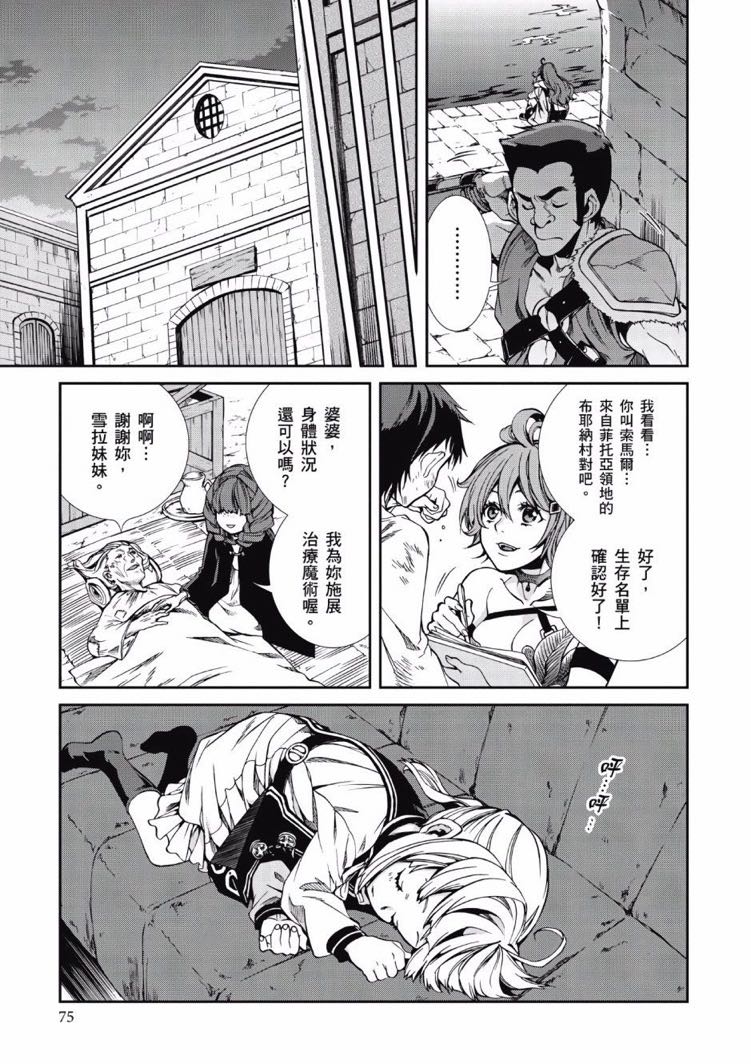 ………
我看看…
你叫索馬爾…
來自菲托亞領地的
布耶納村對吧。
好了，
生存名單上
確認好了！
婆婆，
身體狀況
還可以嗎？
我為妳施展
治療魔術喔。
啊啊…
謝謝妳，
雪拉妹妹。
呼…呼…
75